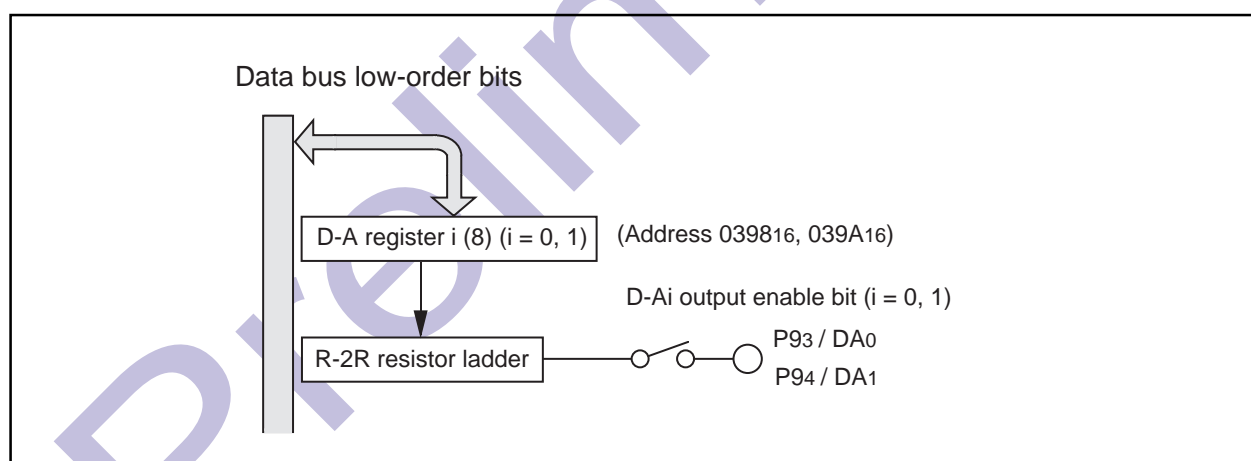 Data bus low-order bits
D-A register i (8) (i = 0, 1)
(Address 039816, 039A16)
D-Ai output enable bit (i = 0, 1)
R-2R resistor ladder
P93 / DA0
P94 / DA1
Prelim